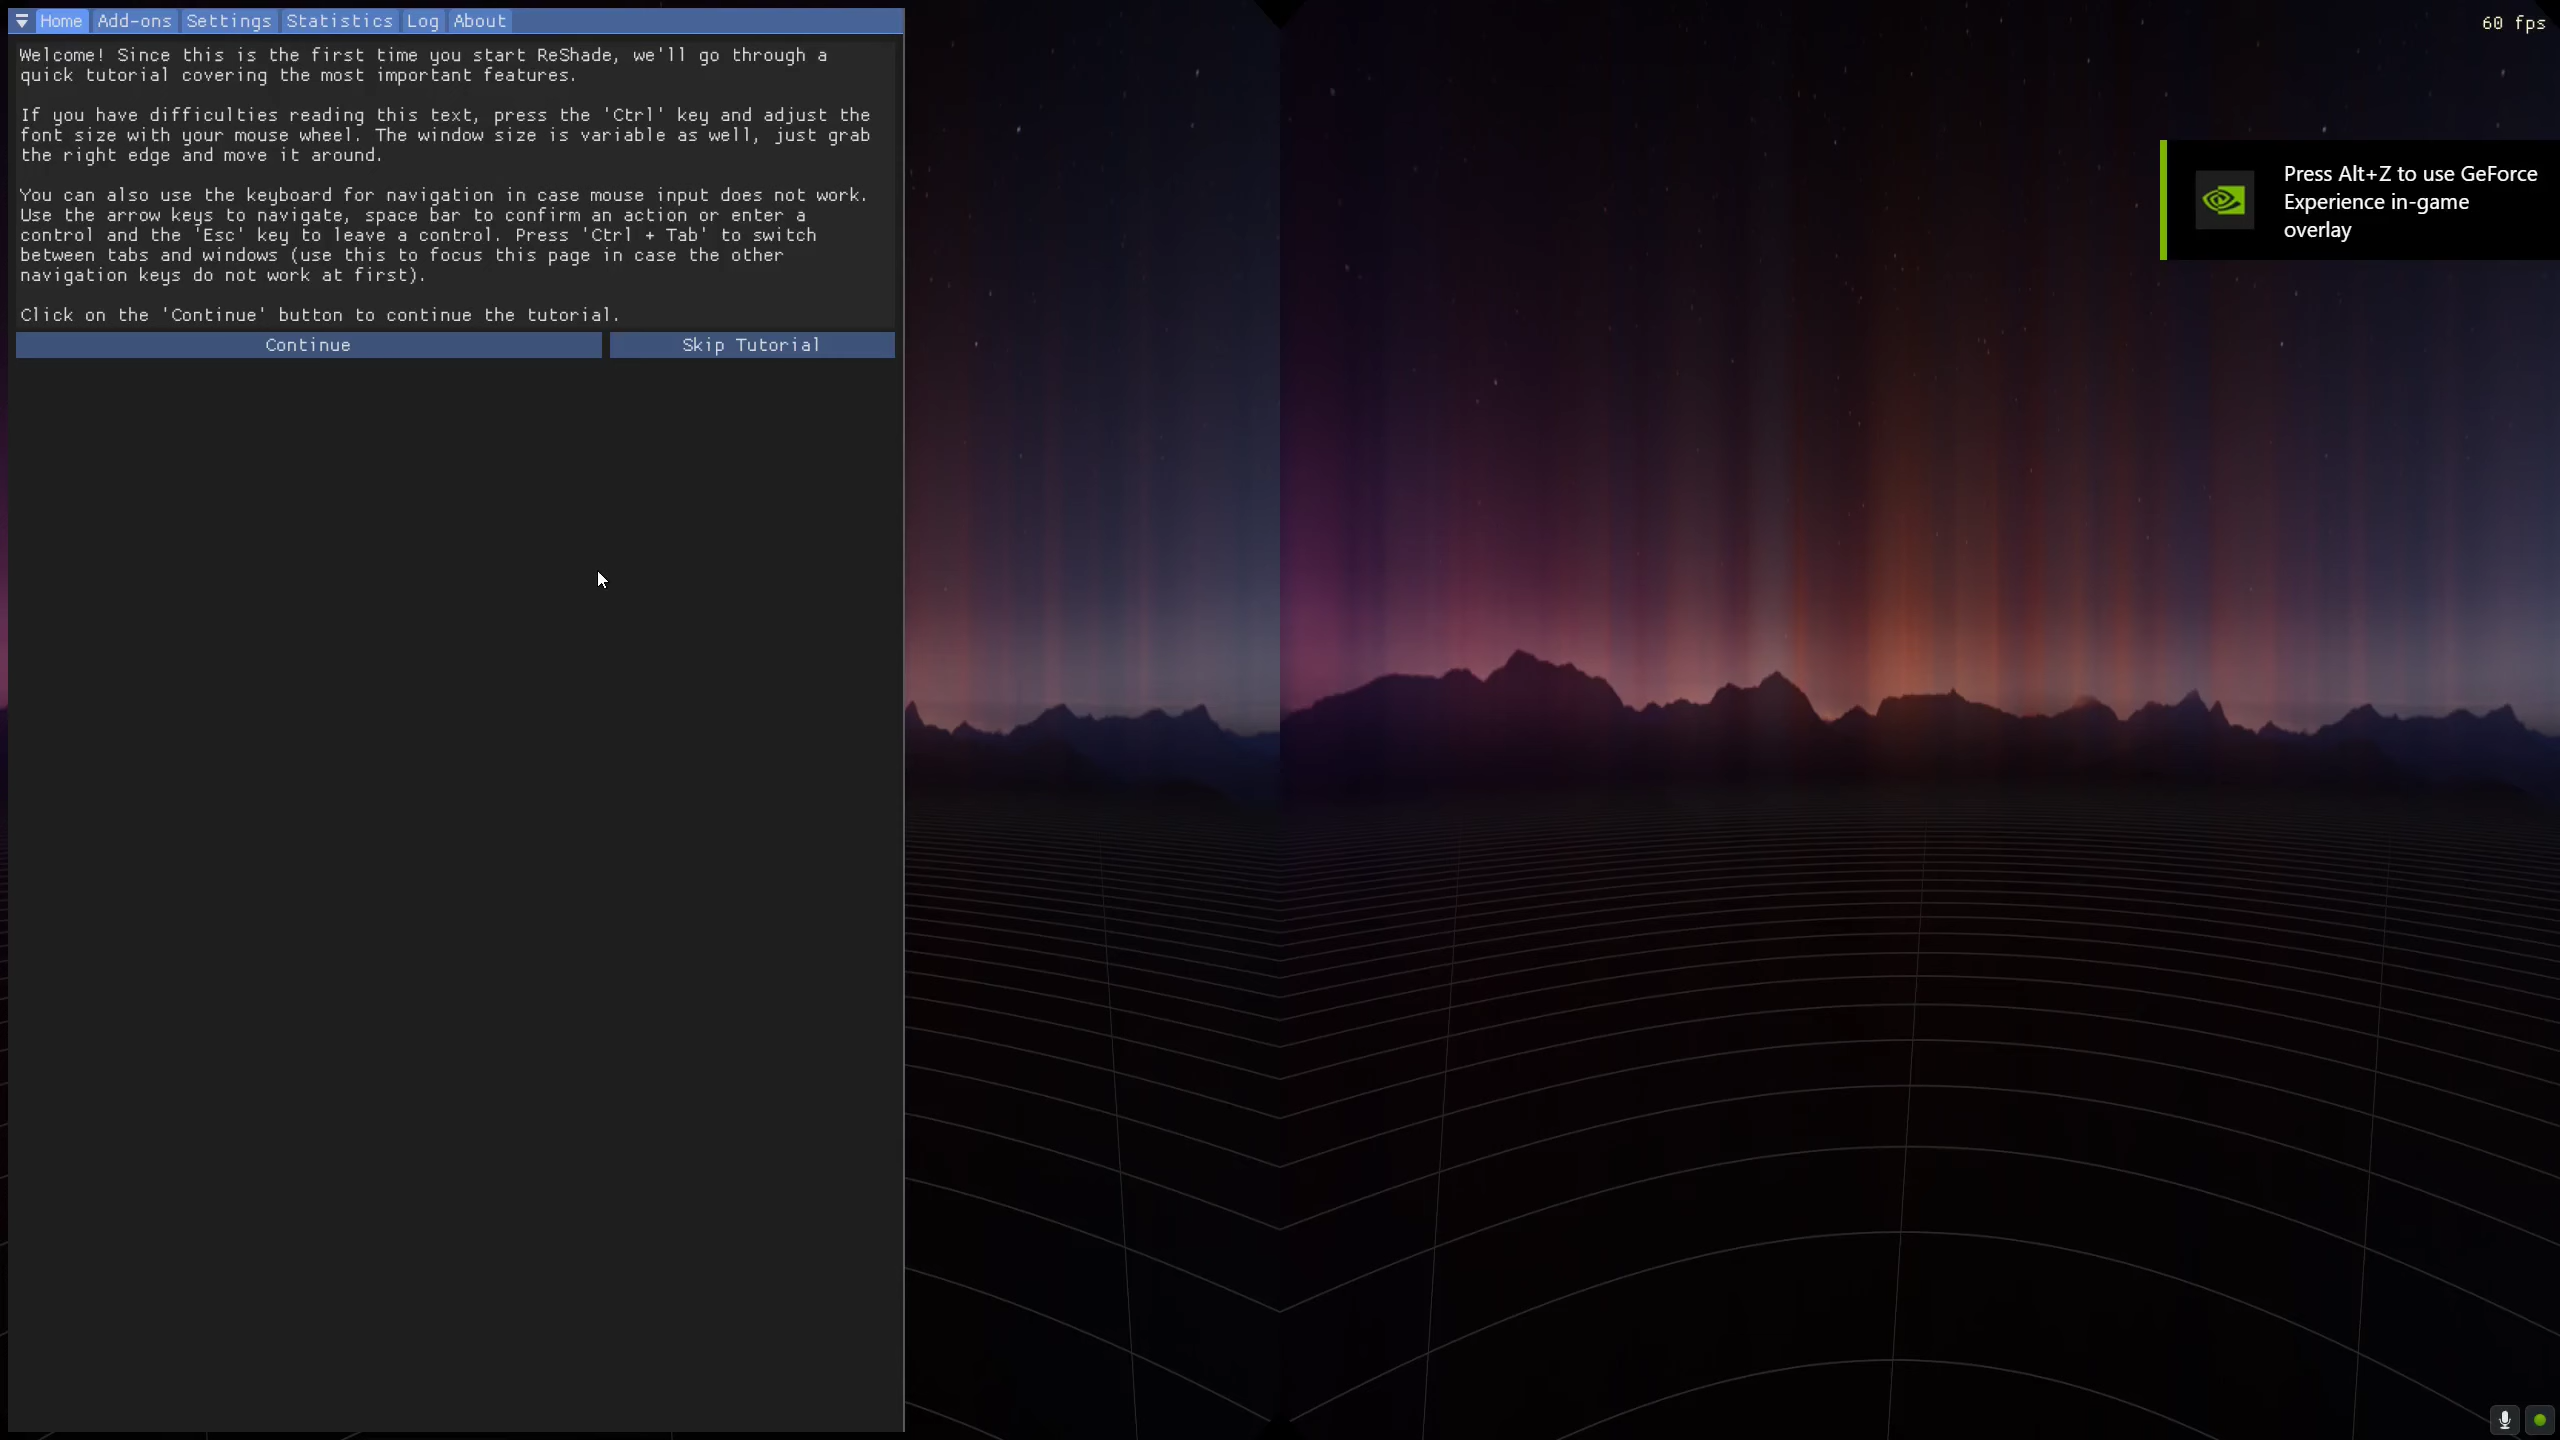 Home Add-ons Settings Statistics Log About
60 fps
Welcome! Since this is the first time you start ReShade, we'll go through a
quick tutorial covering the most important features.
If you have difficulties reading this text, press the 'Ctrl' key and adjust the
font size with your mouse wheel. The window size is variable as well, just grab
the right edge and move it around.
You can also use the keyboard for navigation in case mouse input does not work.
Use the arrow keys to navigate, space bar to confirm an action or enter a
control and the 'Esc' key to leave a control. Press 'Ctrl + Tab' to switch
between tabs and windows (use this to focus this page in case the other
navigation keys do not work at first).
Click on the 'Continue' button to continue the tutorial.
Continue
Skip Tutorial
Press Alt+Z to use GeForce
Experience in-game
overlay